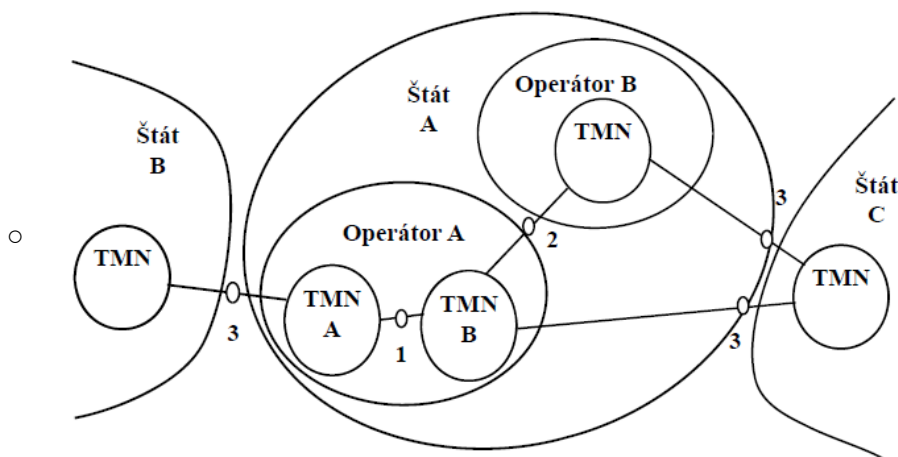 Štát
B
TMN
3
Štát
A
Operátor B
TMN
2
Operátor A
TMN
A
1
TMN
B
3
3
Štát
C
TMN